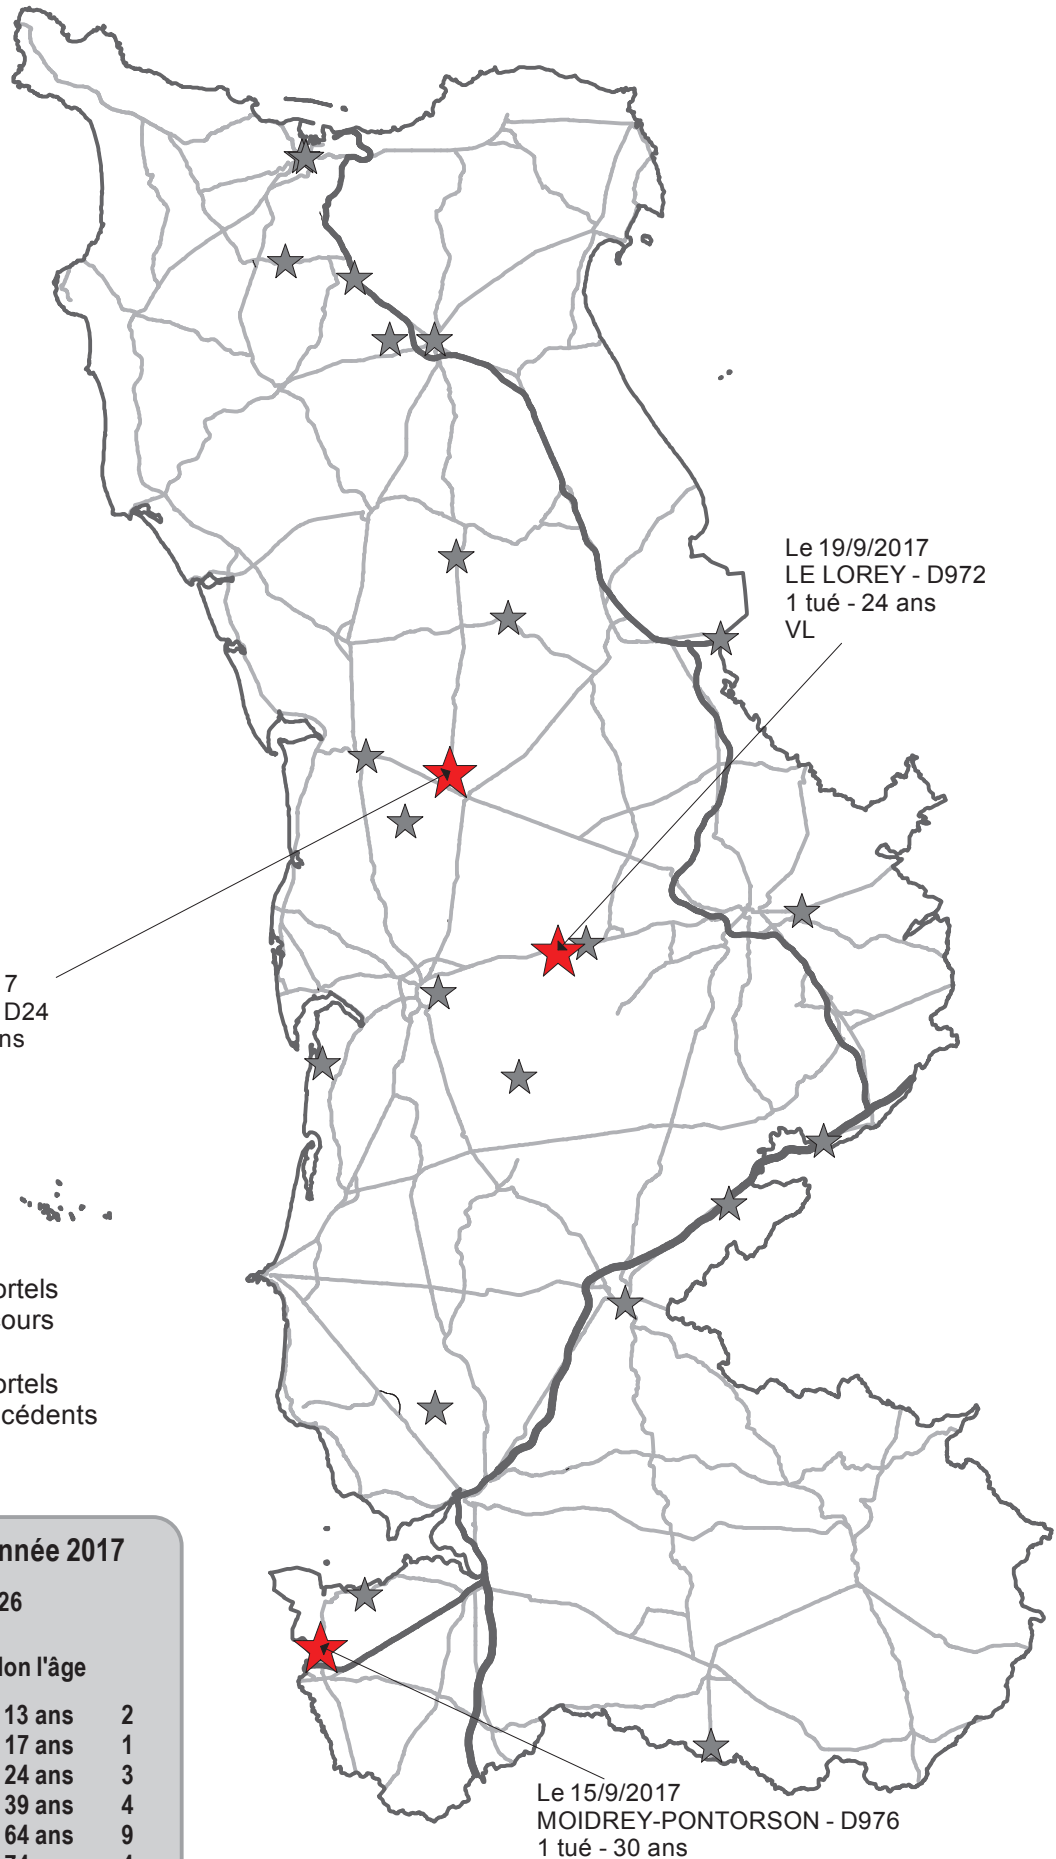 Le 19/9/2017
LE LOREY - D972
1 tué - 24 ans
VL
7
D24
ns
ortels
ours
ortels
cédents
nnée 2017
26
lon l'âge
13 ans 2
17 ans 1
24 ans 3
39 ans 4
64 ans 9
Le 15/9/2017
MOIDREY-PONTORSON - D976
1 tué - 30 ans